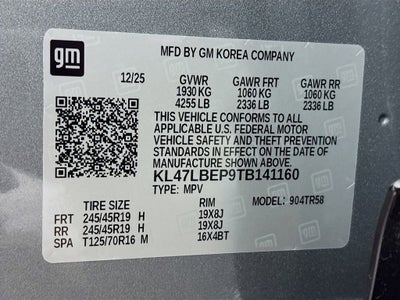 gm
MFD BY GM KOREA COMPANY
12/25 GVWR GAWR FRT GAWR RR
1930 KG 1060 KG 1060 KG
4255 LB 2336 LB 2336 LB
THIS VEHICLE CONFORMS TO ALL
APPLICABLE U.S. FEDERAL MOTOR
VEHICLE SAFETY AND THEFT PREVENTION
STANDARDS IN EFFECT ON THE DATE OF
MANUFACTURE SHOWN ABOVE.
KL47LBEP9TB141160
TYPE: MPV MODEL: 904TR58
TIRE SIZE RIM
FRT 245/45R19 H 19X8J
RR 245/45R19 H 19X8J
SPA T125/70R16 M 16X4BT